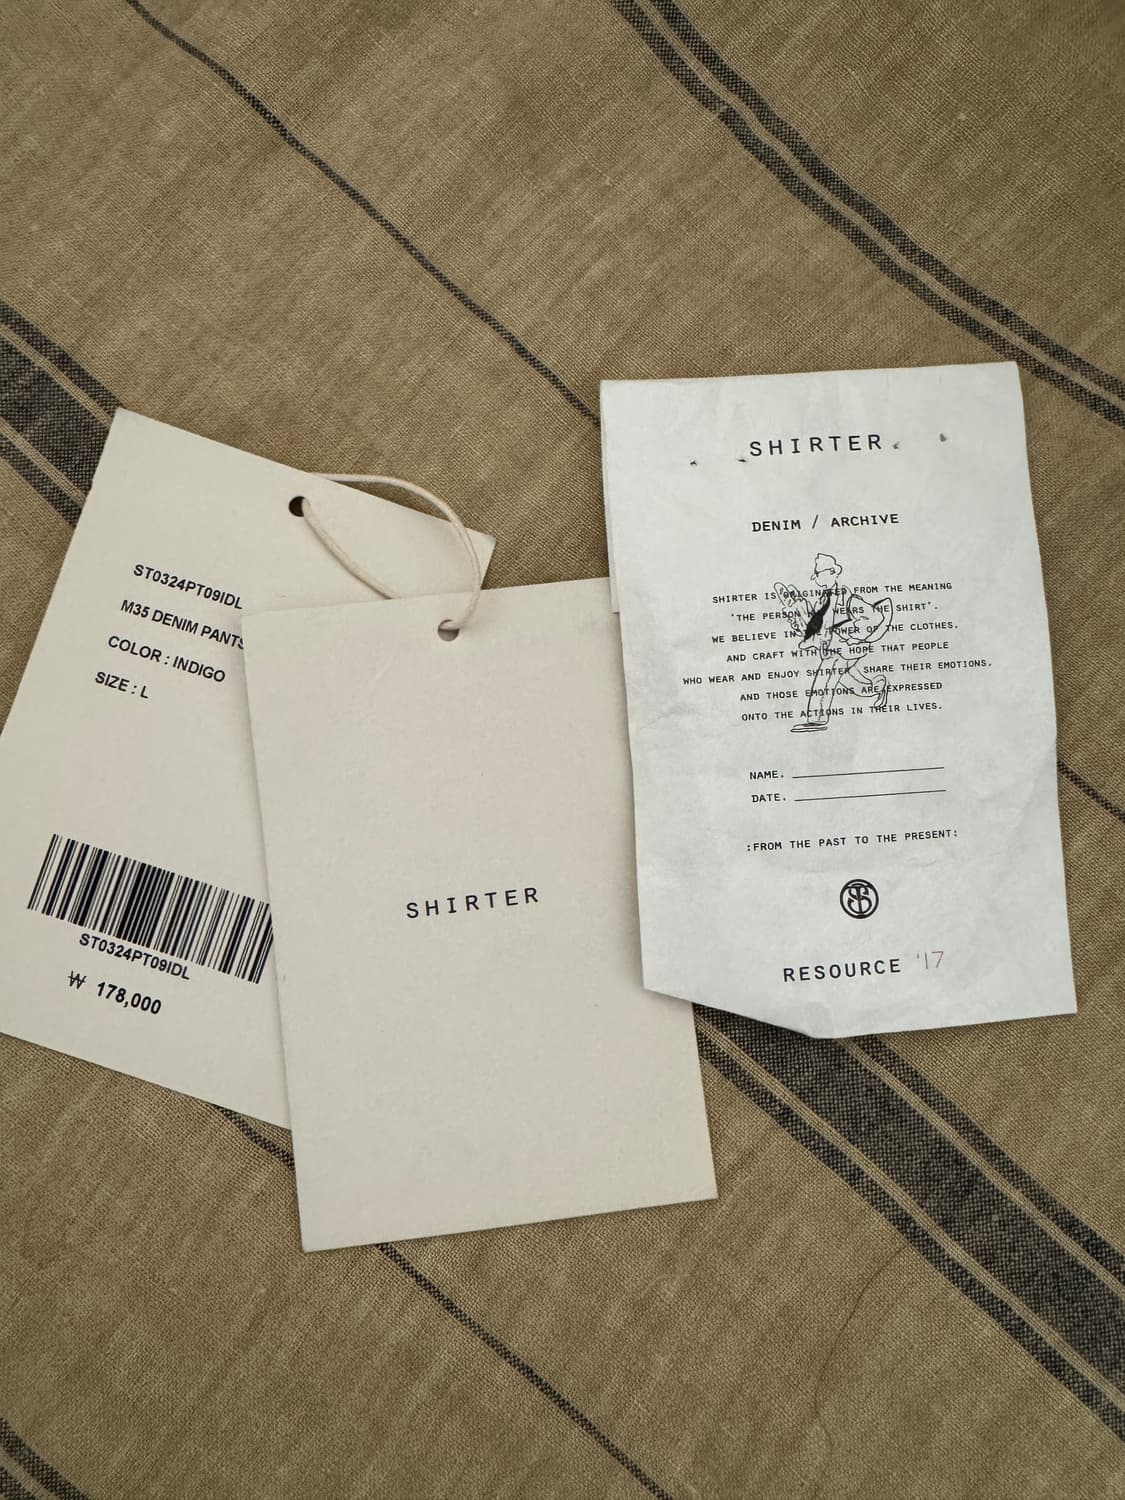 ST0324PT09IDL
M35 DENIM PANTS
COLOR : INDIGO
SIZE : L
ST0324PT09IDL
₩ 178,000
SHIRTER
SHIRTER
DENIM / ARCHIVE
SHIRTER IS ORIGINATED FROM THE MEANING
'THE PERSON WEARS THE SHIRT'.
WE BELIEVE IN THE POWER OF THE CLOTHES,
AND CRAFT WITH THE HOPE THAT PEOPLE
WHO WEAR AND ENJOY SHIRTER SHARE THEIR EMOTIONS,
AND THOSE EMOTIONS ARE EXPRESSED
ONTO THE ACTIONS IN THEIR LIVES.
NAME.
DATE.
:FROM THE PAST TO THE PRESENT:
RESOURCE '17